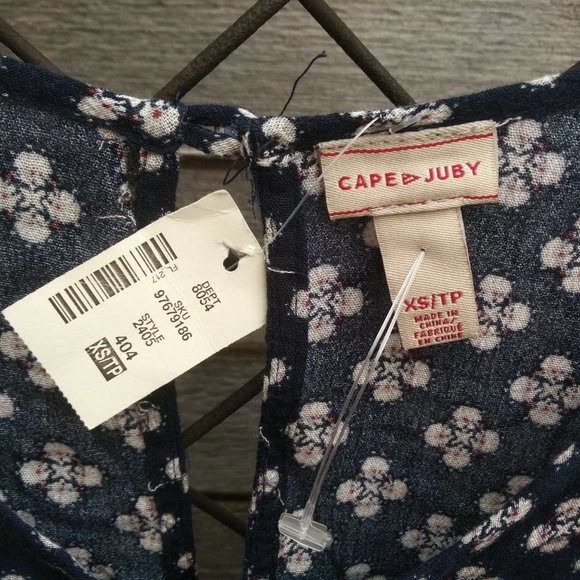 CAPE JUBY
XS/TP
MADE IN
CHINA/
FABRIQUÉ
EN CHINE
DEPT
8054
FL 217
SKU
97679186
STYLE
2405
404
XS/TP